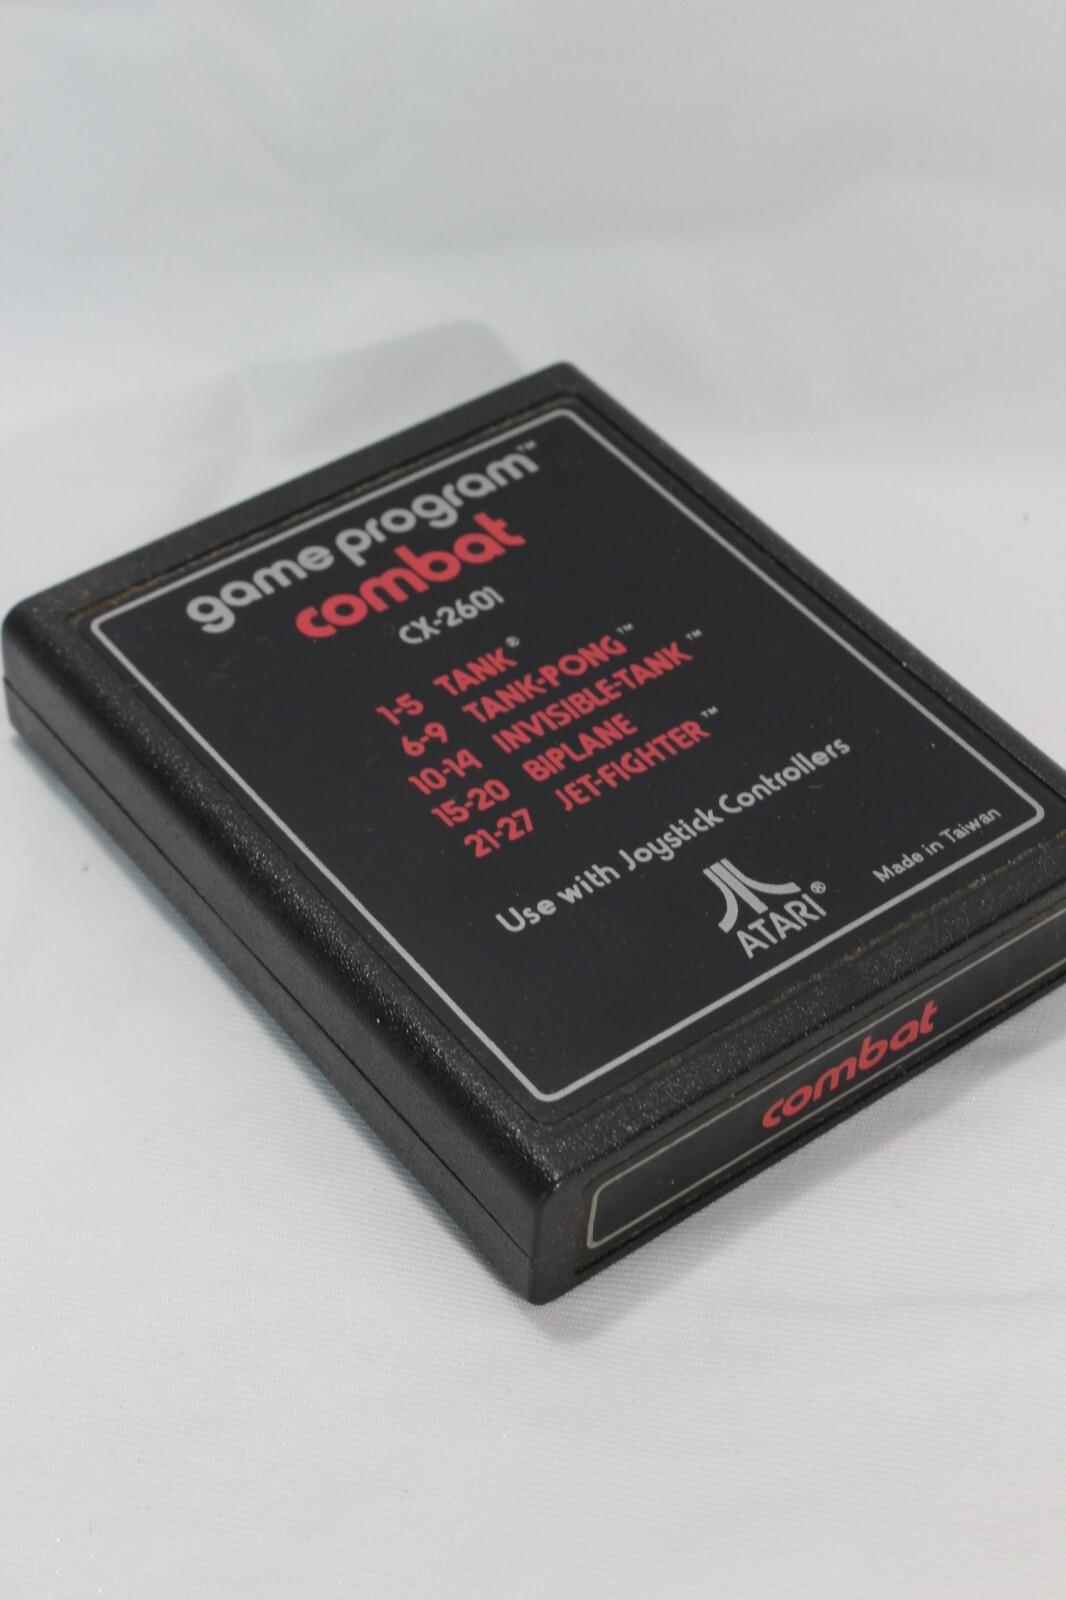 game program™
combat
CX-2601
1-5 TANK®
6-9 TANK-PONG™
10-14 INVISIBLE-TANK™
15-20 BIPLANE
21-27 JET-FIGHTER™
Use with Joystick Controllers
ATARI®
Made in Taiwan
combat